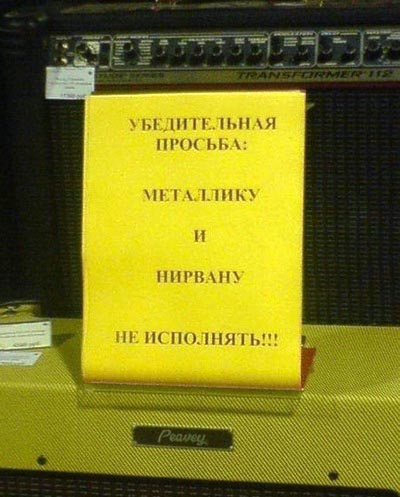 TRANSFORMER 112
УБЕДИТЕЛЬНАЯ
ПРОСЬБА:
МЕТАЛЛИКУ
И
НИРВАНУ
НЕ ИСПОЛНЯТЬ!!!
Peavey